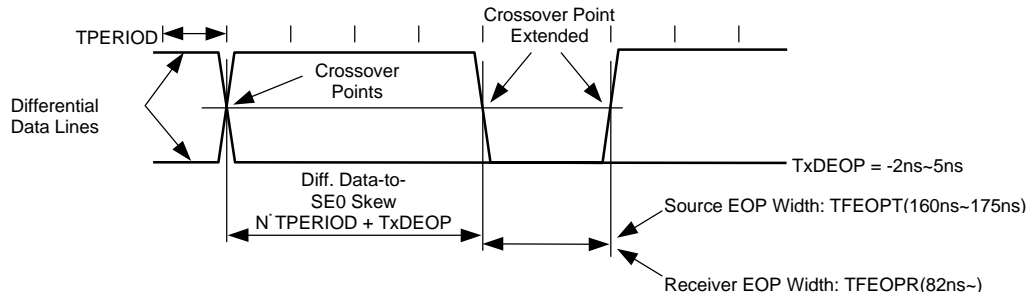 Crossover Point
Extended
TPERIOD
Crossover
Points
Differential
Data Lines
TxDEOP = -2ns~5ns
Diff. Data-to-
SE0 Skew
N*TPERIOD + TxDEOP
Source EOP Width: TFEOPT(160ns~175ns)
Receiver EOP Width: TFEOPR(82ns~)